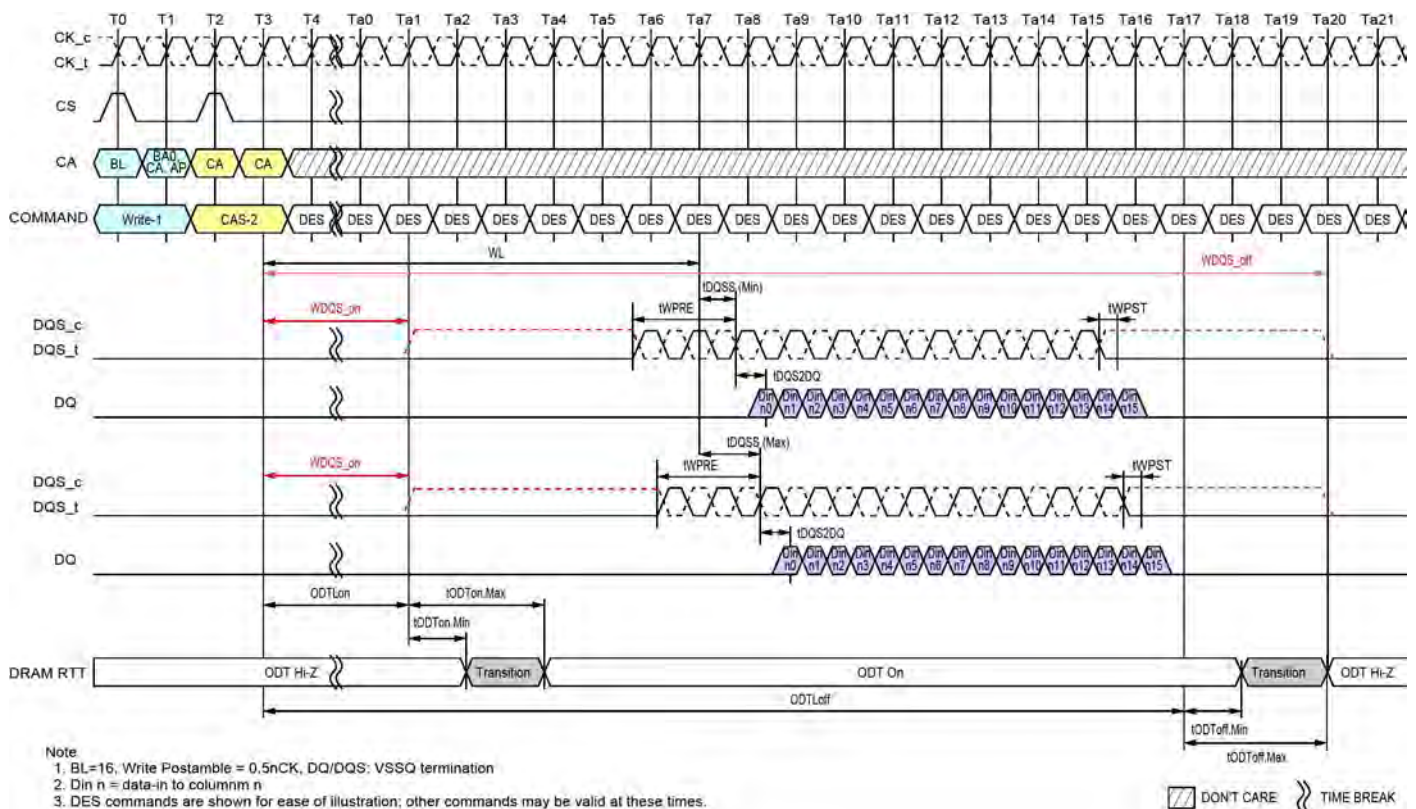 T0 T1 T2 T3 T4 Ta0 Ta1 Ta2 Ta3 Ta4 Ta5 Ta6 Ta7 Ta8 Ta9 Ta10 Ta11 Ta12 Ta13 Ta14 Ta15 Ta16 Ta17 Ta18 Ta19 Ta20 Ta21
CK_c
CK_t
CS
CA BL BA0, CA, AP CA CA
COMMAND Write-1 CAS-2 DES DES DES DES DES DES DES DES DES DES DES DES DES DES DES DES DES DES DES DES DES DES DES
WL
WDQS_off
tDQSS (Min)
WDQS_on tWPRE tWPST
DQS_c
DQS_t
tDQS2DQ
DQ Din n0 Din n1 Din n2 Din n3 Din n4 Din n5 Din n6 Din n7 Din n8 Din n9 Din n10 Din n11 Din n12 Din n13 Din n14 Din n15
tDQSS (Max)
WDQS_on tWPRE tWPST
DQS_c
DQS_t
tDQS2DQ
DQ Din n0 Din n1 Din n2 Din n3 Din n4 Din n5 Din n6 Din n7 Din n8 Din n9 Din n10 Din n11 Din n12 Din n13 Din n14 Din n15
ODTLon tODTon.Max
tODTon.Min
DRAM RTT ODT Hi-Z Transition ODT On Transition ODT Hi-Z
ODTLoff
tODToff.Min
tODToff.Max
Note
1. BL=16, Write Postamble = 0.5nCK, DQ/DQS: VSSQ termination
2. Din n = data-in to columnm n
3. DES commands are shown for ease of illustration; other commands may be valid at these times.
DON'T CARE TIME BREAK